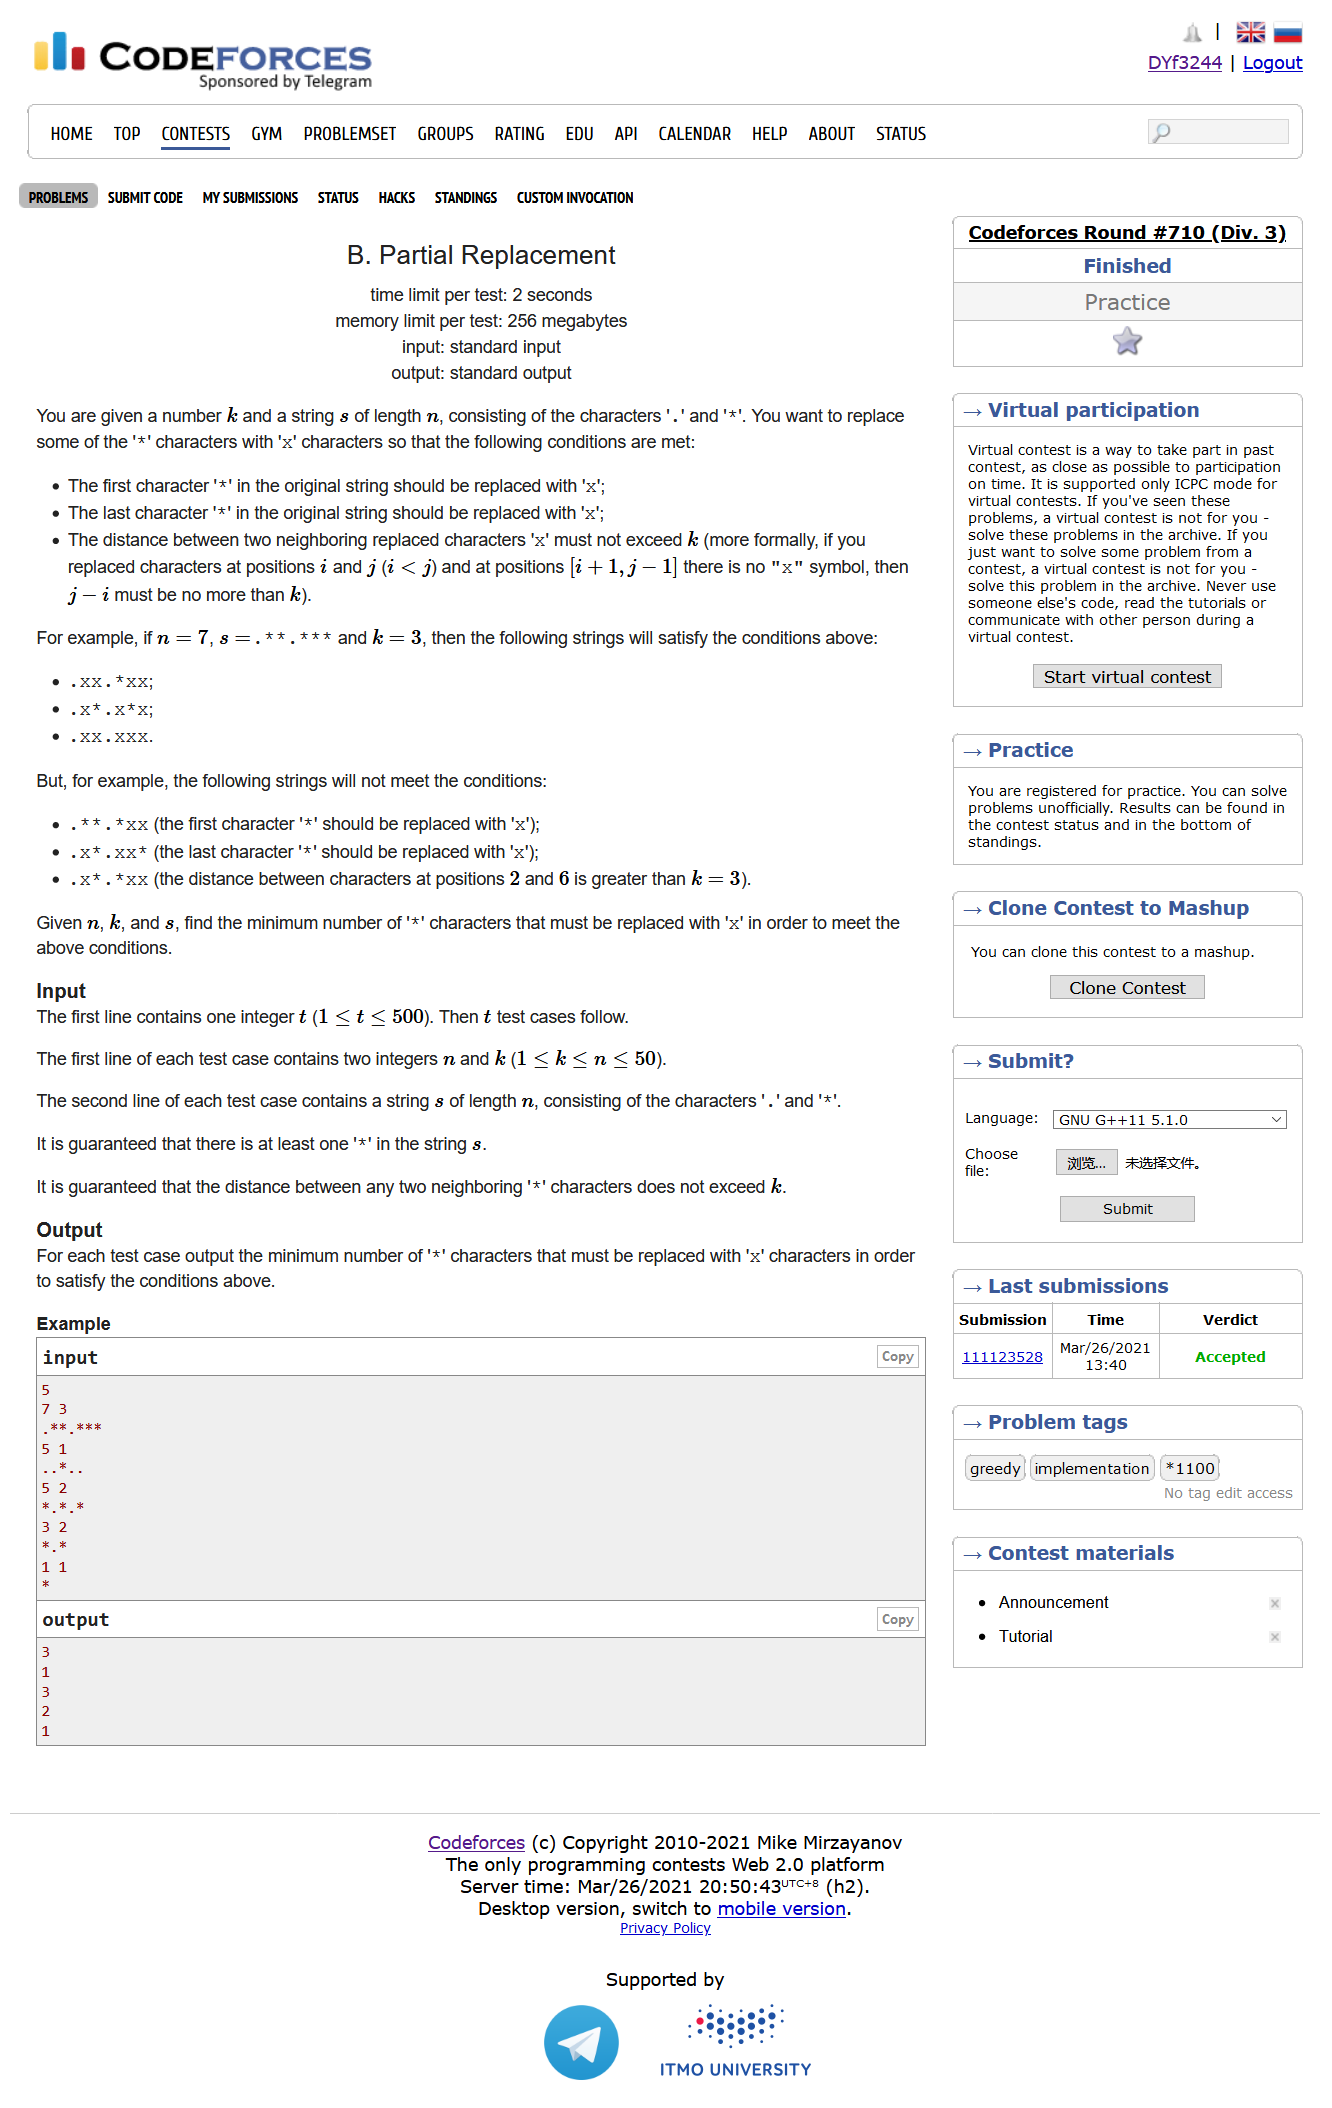 |
CODEFORCES
Sponsored by Telegram
DYf3244 | Logout
HOME TOP CONTESTS GYM PROBLEMSET GROUPS RATING EDU API CALENDAR HELP ABOUT STATUS
PROBLEMS SUBMIT CODE MY SUBMISSIONS STATUS HACKS STANDINGS CUSTOM INVOCATION
B. Partial Replacement
time limit per test: 2 seconds
memory limit per test: 256 megabytes
input: standard input
output: standard output
You are given a number k and a string s of length n, consisting of the characters '.' and '*'. You want to replace
some of the '*' characters with 'x' characters so that the following conditions are met:
• The first character '*' in the original string should be replaced with 'x';
• The last character '*' in the original string should be replaced with 'x';
• The distance between two neighboring replaced characters 'x' must not exceed k (more formally, if you
replaced characters at positions i and j (i < j) and at positions [i + 1, j − 1] there is no "x" symbol, then
j − i must be no more than k).
For example, if n = 7, s = .**.*** and k = 3, then the following strings will satisfy the conditions above:
• .xx.*xx;
• .x*.x*x;
• .xx.xxx.
But, for example, the following strings will not meet the conditions:
• .**.*xx (the first character '*' should be replaced with 'x');
• .x*.xx* (the last character '*' should be replaced with 'x');
• .x*.*xx (the distance between characters at positions 2 and 6 is greater than k = 3).
Given n, k, and s, find the minimum number of '*' characters that must be replaced with 'x' in order to meet the
above conditions.
Input
The first line contains one integer t (1 ≤ t ≤ 500). Then t test cases follow.
The first line of each test case contains two integers n and k (1 ≤ k ≤ n ≤ 50).
The second line of each test case contains a string s of length n, consisting of the characters '.' and '*'.
It is guaranteed that there is at least one '*' in the string s.
It is guaranteed that the distance between any two neighboring '*' characters does not exceed k.
Output
For each test case output the minimum number of '*' characters that must be replaced with 'x' characters in order
to satisfy the conditions above.
Example
input Copy
5
7 3
.**.***
5 1
..*..
5 2
*.*.*
3 2
*.*
1 1
*
output Copy
3
1
3
2
1
Codeforces Round #710 (Div. 3)
Finished
Practice
→ Virtual participation
Virtual contest is a way to take part in past
contest, as close as possible to participation
on time. It is supported only ICPC mode for
virtual contests. If you've seen these
problems, a virtual contest is not for you -
solve these problems in the archive. If you
just want to solve some problem from a
contest, a virtual contest is not for you -
solve this problem in the archive. Never use
someone else's code, read the tutorials or
communicate with other person during a
virtual contest.
Start virtual contest
→ Practice
You are registered for practice. You can solve
problems unofficially. Results can be found in
the contest status and in the bottom of
standings.
→ Clone Contest to Mashup
You can clone this contest to a mashup.
Clone Contest
→ Submit?
Language: GNU G++11 5.1.0
Choose
file:
浏览... 未选择文件。
Submit
→ Last submissions
Submission Time Verdict
111123528 Mar/26/2021
13:40 Accepted
→ Problem tags
greedy implementation *1100
No tag edit access
→ Contest materials
• Announcement
• Tutorial
Codeforces (c) Copyright 2010-2021 Mike Mirzayanov
The only programming contests Web 2.0 platform
Server time: Mar/26/2021 20:50:43UTC+8 (h2).
Desktop version, switch to mobile version.
Privacy Policy
Supported by
ITMO UNIVERSITY